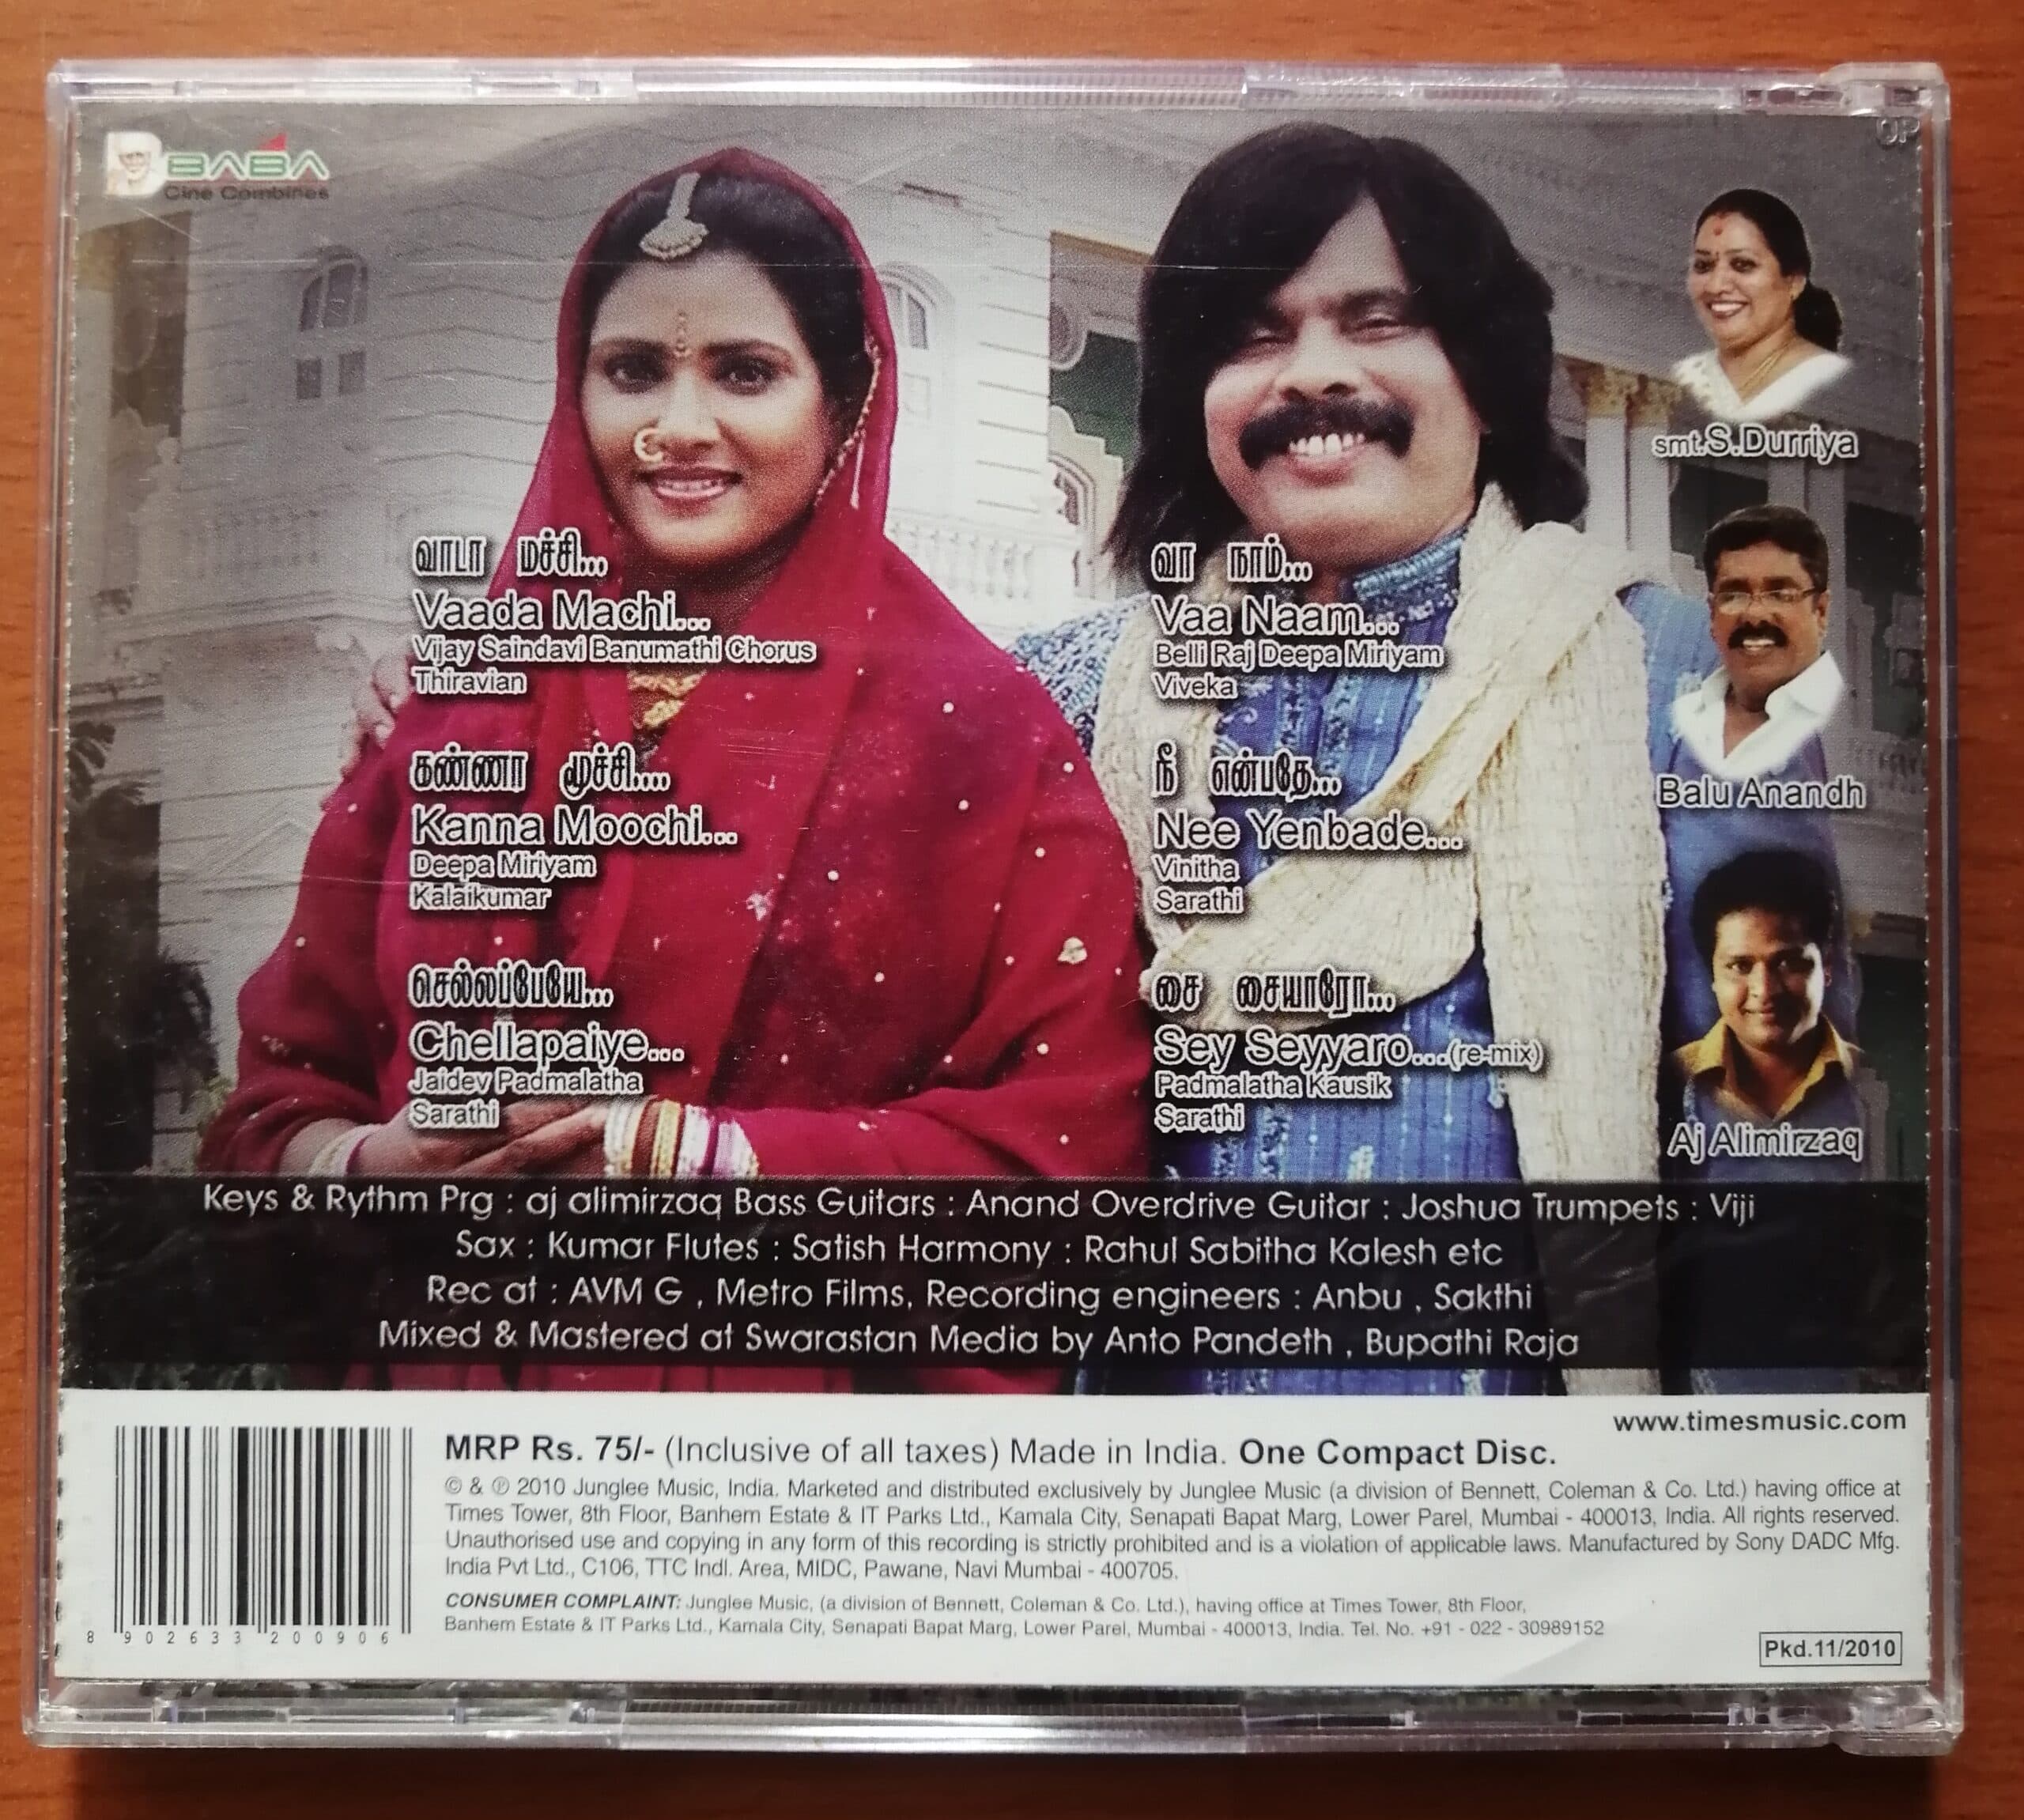 BABA
Cine Combines
OP
smt.S.Durriya
வாடா மச்சி...
Vaada Machi...
Vijay Saindavi Banumathi Chorus
Thiravian
கண்ணா மூச்சி....
Kanna Moochi...
Deepa Miriyam
Kalaikumar
செல்லப்பேயே...
Chellapaiye...
Jaidev Padmalatha
Sarathi
வா நாம்...
Vaa Naam...
Belli Raj Deepa Miriyam
Viveka
நீ என்பதே...
Nee Yenbade...
Vinitha
Sarathi
சை சையாரோ...
Sey Seyyaro...(re-mix)
Padmalatha Kausik
Sarathi
Balu Anandh
Aj Alimirzaq
Keys & Rythm Prg : aj alimirzaq Bass Guitars : Anand Overdrive Guitar : Joshua Trumpets : Viji
Sax : Kumar Flutes : Satish Harmony : Rahul Sabitha Kalesh etc
Rec at : AVM G , Metro Films, Recording engineers : Anbu , Sakthi
Mixed & Mastered at Swarastan Media by Anto Pandeth , Bupathi Raja
www.timesmusic.com
MRP Rs. 75/- (Inclusive of all taxes) Made in India. One Compact Disc.
© & ℗ 2010 Junglee Music, India. Marketed and distributed exclusively by Junglee Music (a division of Bennett, Coleman & Co. Ltd.) having office at
Times Tower, 8th Floor, Banhem Estate & IT Parks Ltd., Kamala City, Senapati Bapat Marg, Lower Parel, Mumbai - 400013, India. All rights reserved.
Unauthorised use and copying in any form of this recording is strictly prohibited and is a violation of applicable laws. Manufactured by Sony DADC Mfg.
India Pvt Ltd., C106, TTC Indl. Area, MIDC, Pawane, Navi Mumbai - 400705.
CONSUMER COMPLAINT: Junglee Music, (a division of Bennett, Coleman & Co. Ltd.), having office at Times Tower, 8th Floor,
Banhem Estate & IT Parks Ltd., Kamala City, Senapati Bapat Marg, Lower Parel, Mumbai - 400013, India. Tel. No. +91 - 022 - 30989152
8 902633 200906
Pkd.11/2010